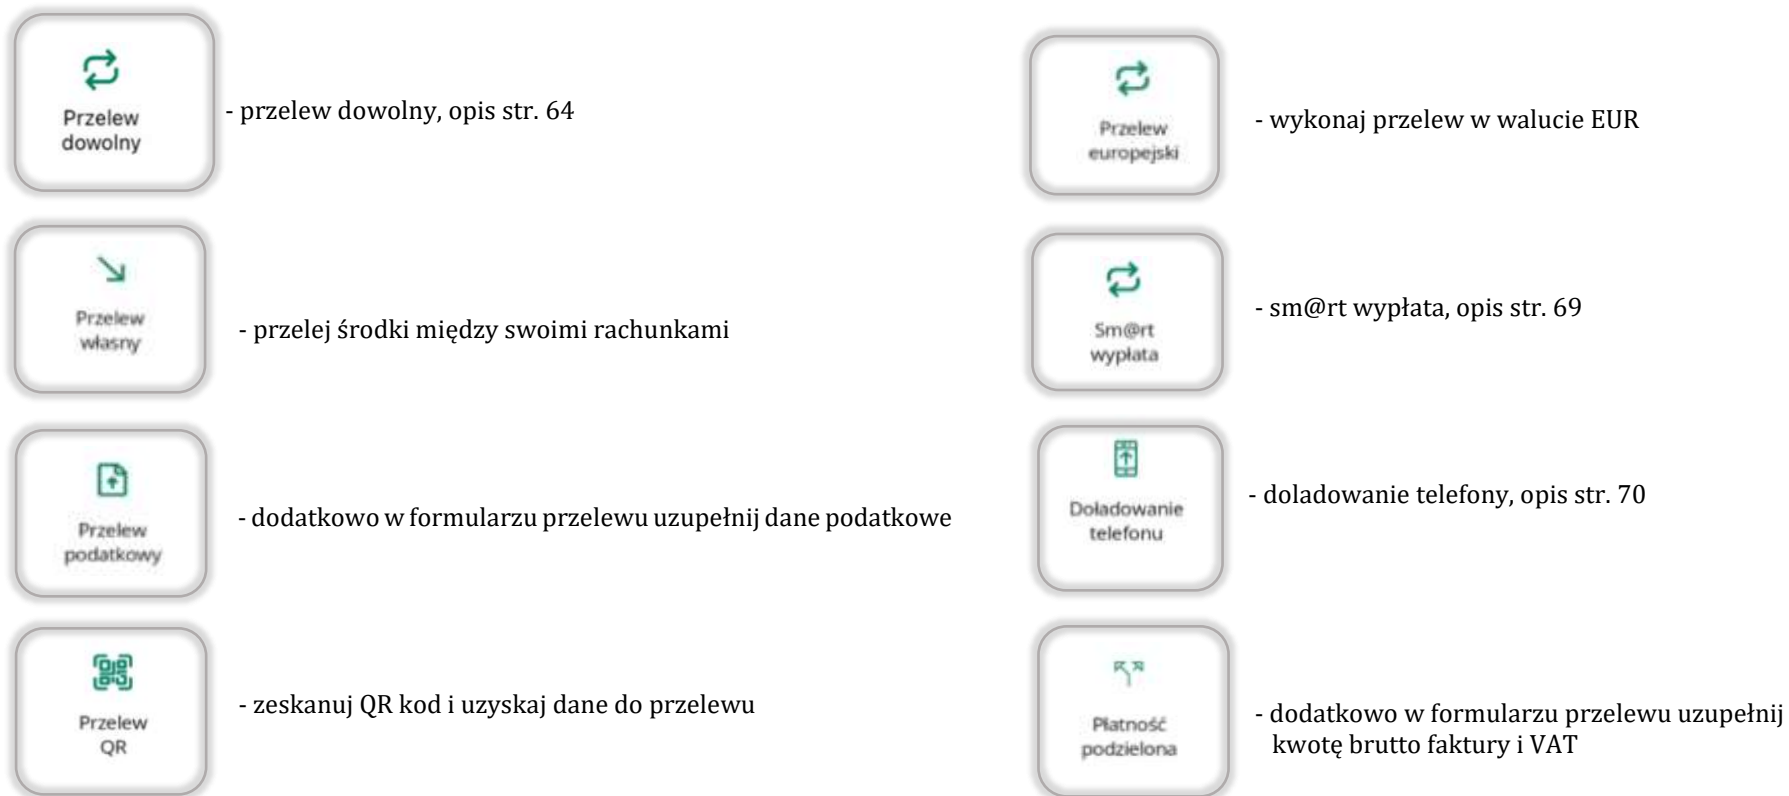 Przelew
dowolny
- przelew dowolny, opis str. 64
Przelew
własny
- przelej środki między swoimi rachunkami
Przelew
podatkowy
- dodatkowo w formularzu przelewu uzupełnij dane podatkowe
Przelew
QR
- zeskanuj QR kod i uzyskaj dane do przelewu
Przelew
europejski
- wykonaj przelew w walucie EUR
Sm@rt
wypłata
- sm@rt wypłata, opis str. 69
Doładowanie
telefonu
- doladowanie telefony, opis str. 70
Płatność
podzielona
- dodatkowo w formularzu przelewu uzupełnij
kwotę brutto faktury i VAT